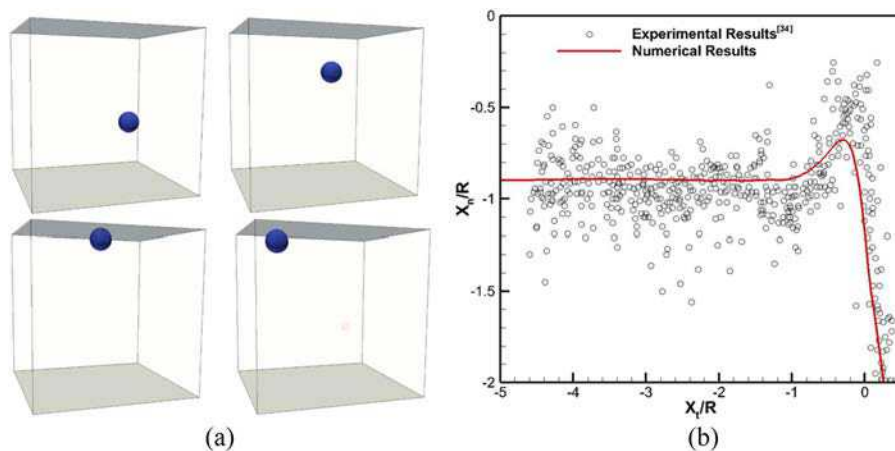 Experimental Results[34]
Numerical Results
0
-0.5
-1
-1.5
-2
Xn/R
-5 -4 -3 -2 -1 0
Xt/R
(a) (b)